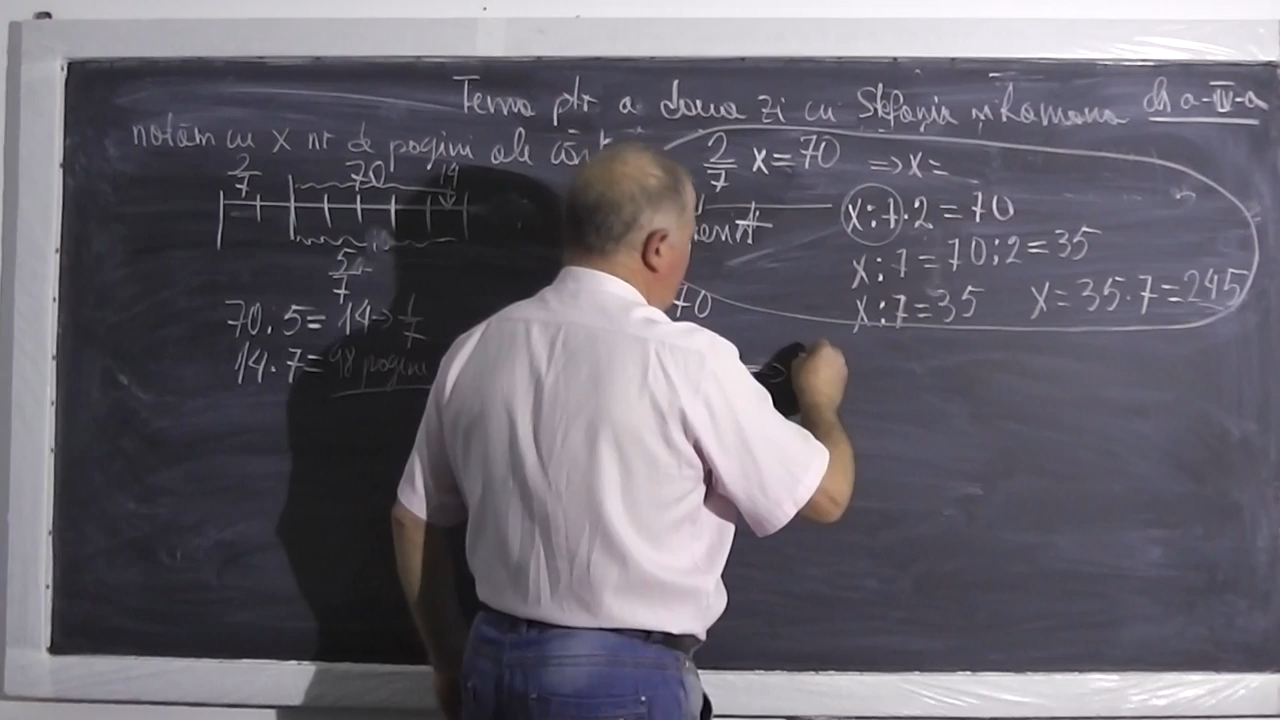 Tema ptr a doua zi cu Ștefania și Ramona cls a-IV-a
notăm cu X nr de pagini ale
2/7 70 14
5/7
70:5= 14→1/7
14·7= 98 pagini
2/7 x=70 ⇒x=
x:7·2=70
x:7=70:2=35
70
x:7=35 x=35·7=245
⇒